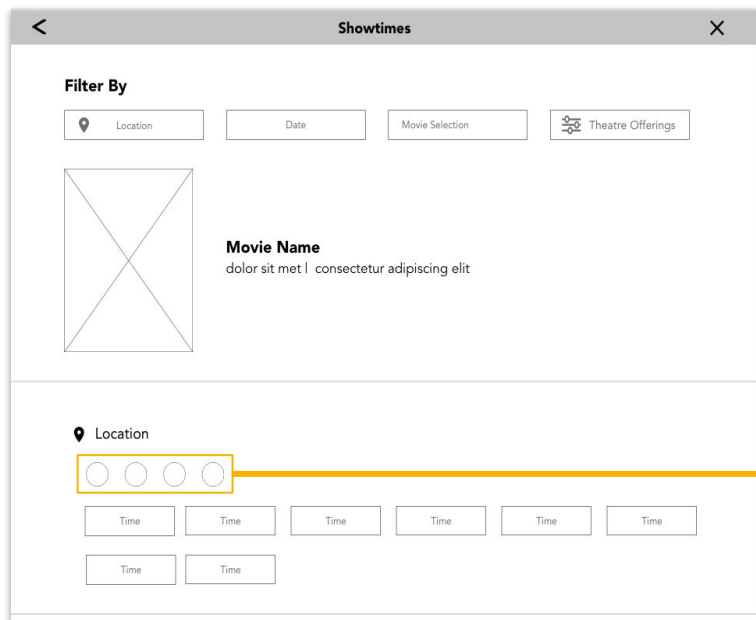 Showtimes
Filter By
Location
Date
Movie Selection
Theatre Offerings
Movie Name
dolor sit met l consectetur adipiscing elit
Location
Time Time Time Time Time Time
Time Time